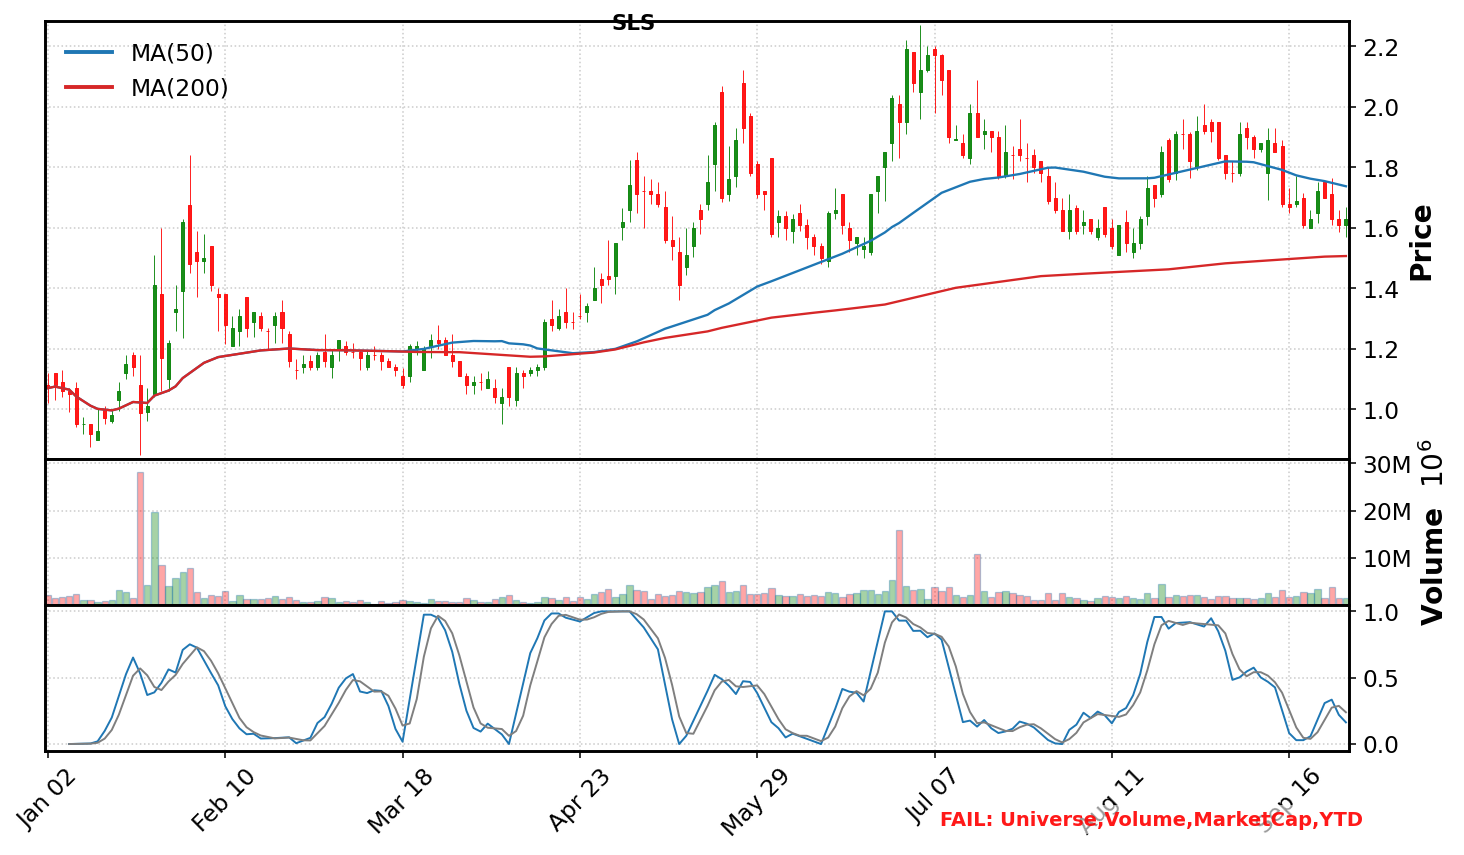 SLS
MA(50)
MA(200)
2.2
2.0
1.8
1.6
1.4
1.2
1.0
Price
30M
20M
10M
Volume 10⁶
1.0
0.5
0.0
Jan 02
Feb 10
Mar 18
Apr 23
May 29
Jul 07
Aug 11
Sep 16
FAIL: Universe,Volume,MarketCap,YTD